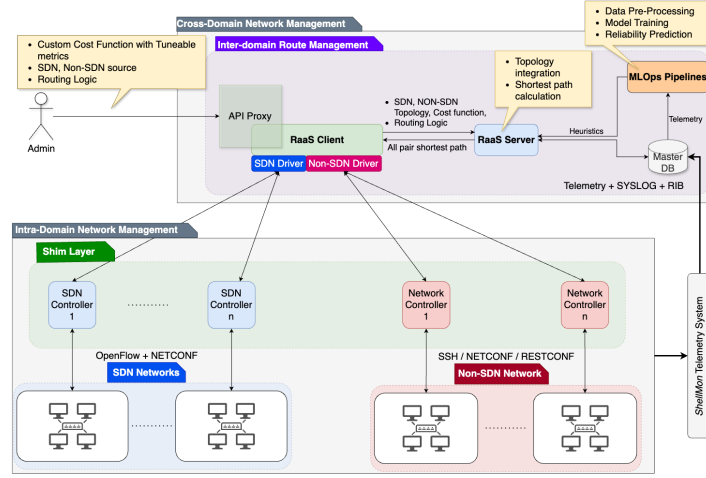 Cross-Domain Network Management
• Data Pre-Processing
• Model Training
• Reliability Prediction
• Custom Cost Function with Tuneable
metrics
• SDN, Non-SDN source
• Routing Logic
Inter-domain Route Management
• Topology
integration
• Shortest path
calculation
MLOps Pipelines
Admin
API Proxy
• SDN, NON-SDN
Topology, Cost function,
• Routing Logic
RaaS Client
RaaS Server
Heuristics
Telemetry
All pair shortest path
SDN Driver
Non-SDN Driver
Master
DB
Telemetry + SYSLOG + RIB
Intra-Domain Network Management
Shim Layer
SDN
Controller
1
SDN
Controller
n
Network
Controller
1
Network
Controller
n
ShellMon Telemetry System
OpenFlow + NETCONF
SSH / NETCONF / RESTCONF
SDN Networks
Non-SDN Network